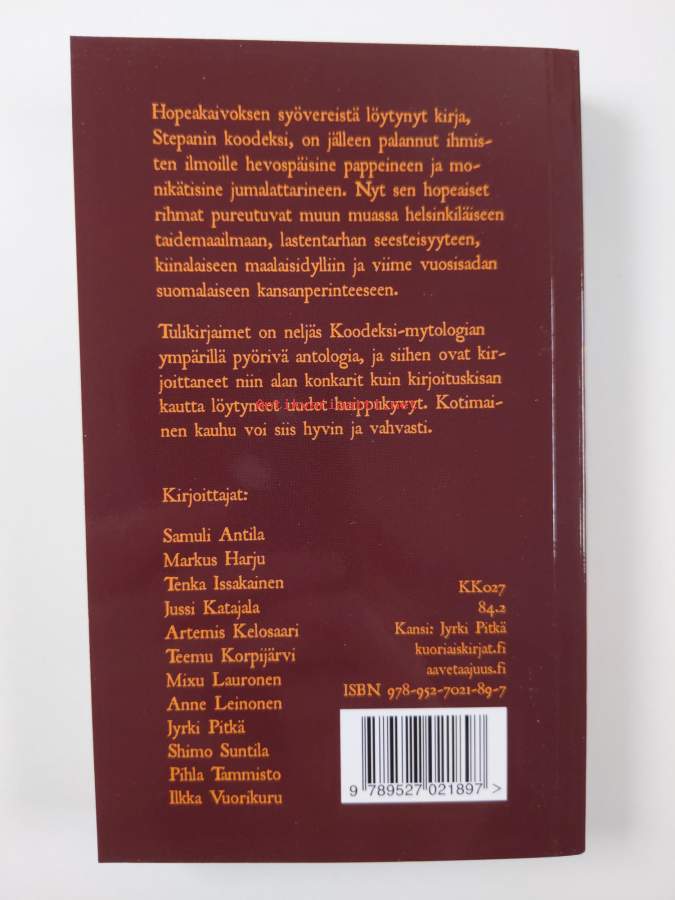 Hopeakaivoksen syövereistä löytynyt kirja,
Stepanin koodeksi, on jälleen palannut ihmis-
ten ilmoille hevospäisine pappeineen ja mo-
nikätisine jumalattarineen. Nyt sen hopeaiset
rihmat pureutuvat muun muassa helsinkiläiseen
taidemaailmaan, lastentarhan seesteisyyteen,
kiinalaiseen maalaisidylliin ja viime vuosisadan
suomalaiseen kansanperinteeseen.
Tulikirjaimet on neljäs Koodeksi-mytologian
ympärillä pyörivä antologia, ja siihen ovat kir-
joittaneet niin alan konkarit kuin kirjoituskisan
kautta löytyneet uudet huippukyvyt. Kotimai-
nen kauhu voi siis hyvin ja vahvasti.
Kirjoittajat:
Samuli Antila
Markus Harju
Tenka Issakainen
Jussi Katajala
Artemis Kelosaari
Teemu Korpijärvi
Mixu Lauronen
Anne Leinonen
Jyrki Pitkä
Shimo Suntila
Pihla Tammisto
Ilkka Vuorikuru
KK027
84.2
Kansi: Jyrki Pitkä
kuoriaiskirjat.fi
aavetaajuus.fi
ISBN 978-952-7021-89-7
9 789527 021897 >